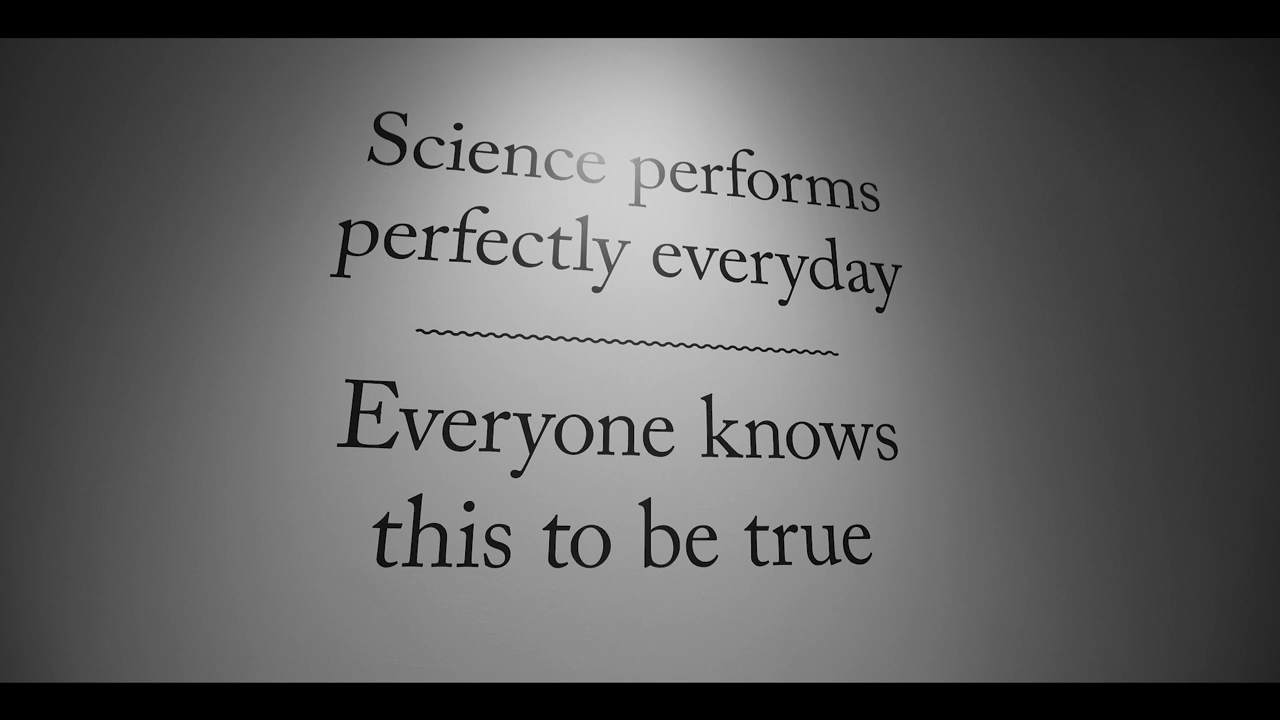 Science performs
perfectly everyday
Everyone knows
this to be true